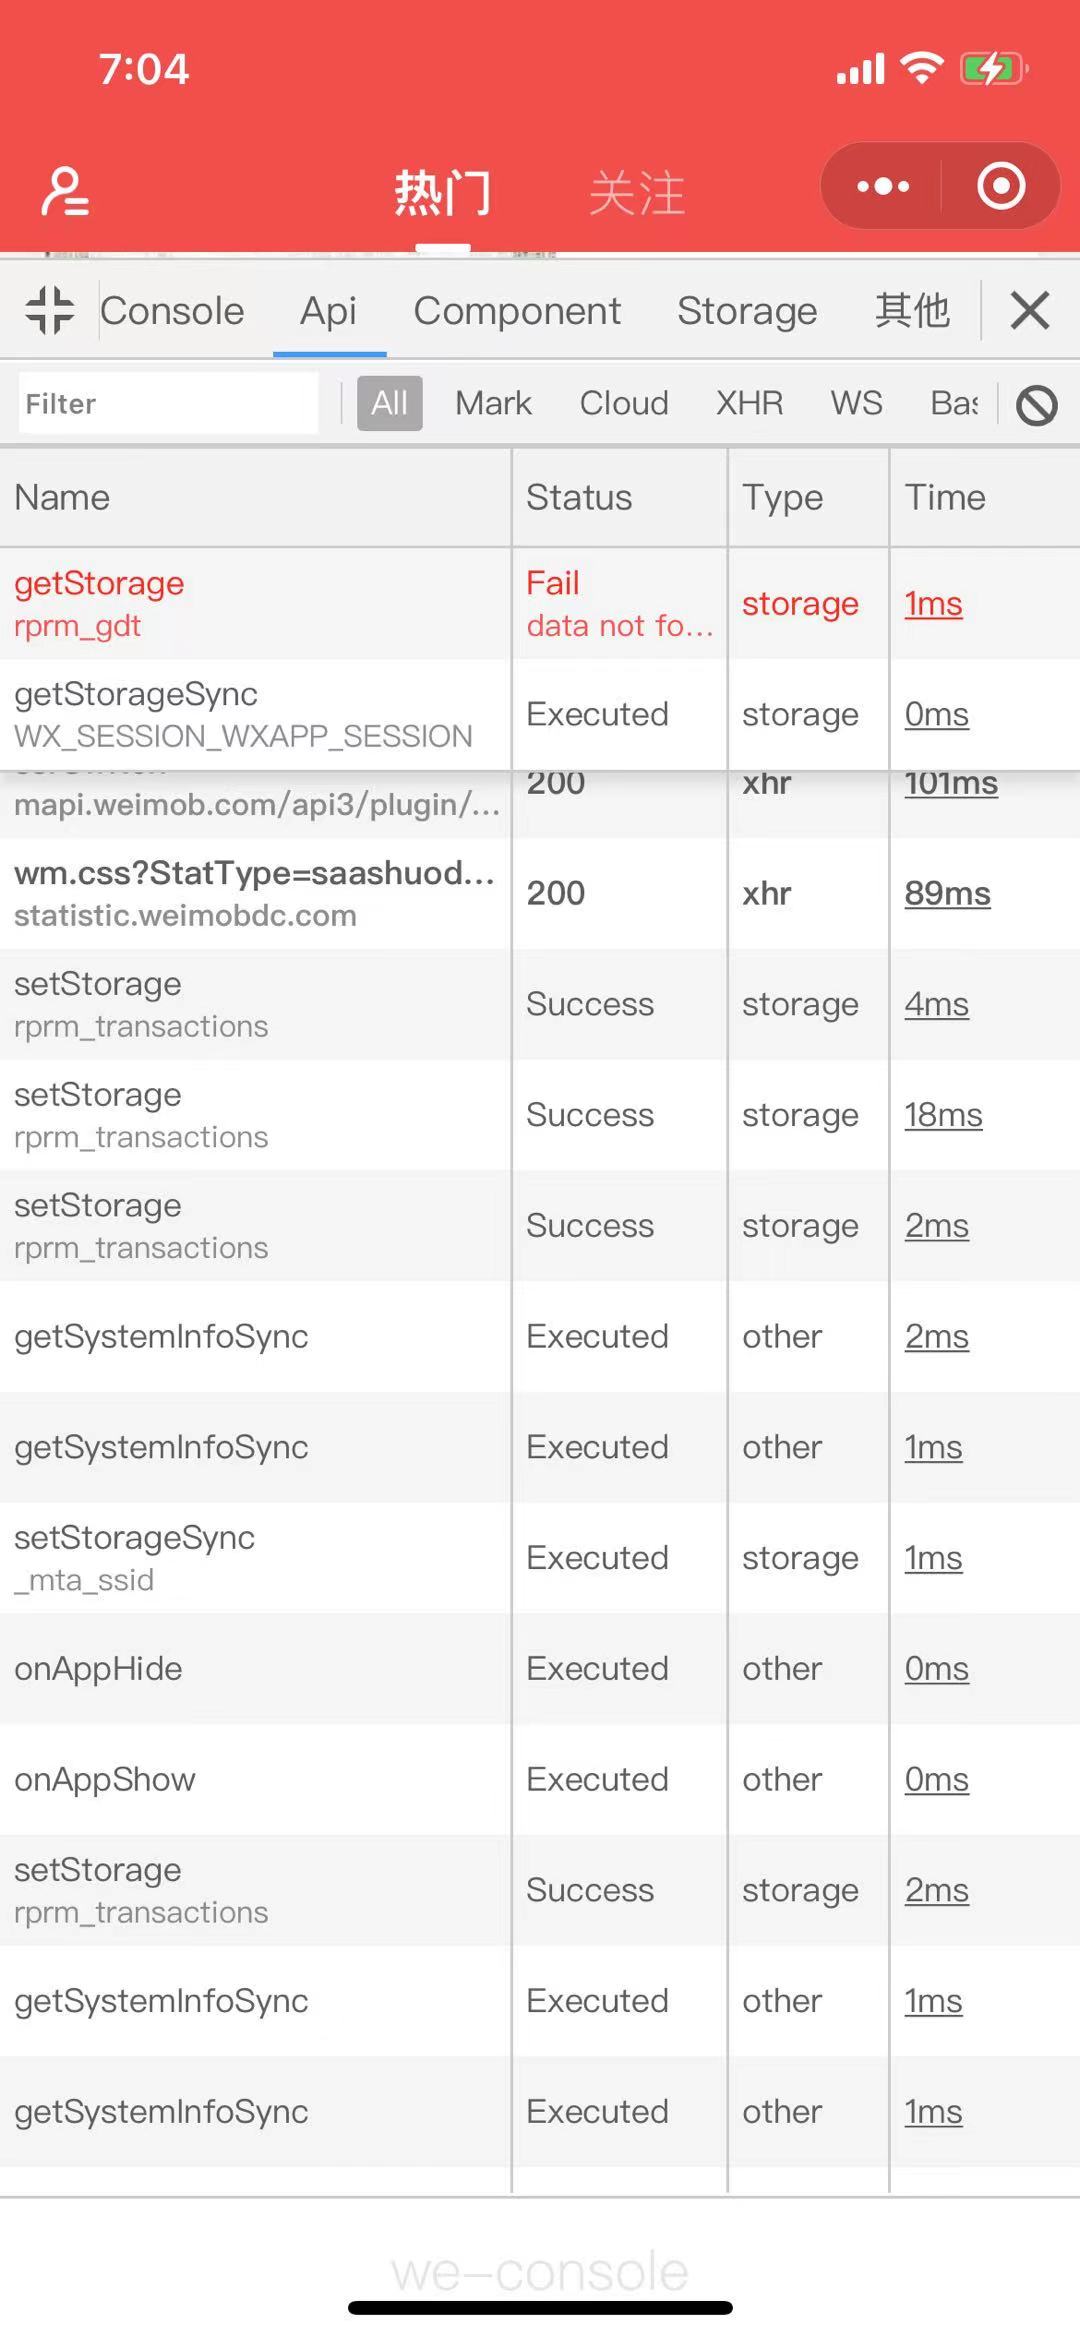 7:04
热门 关注
Console Api Component Storage 其他
Filter All Mark Cloud XHR WS Bas
Name Status Type Time
getStorage Fail storage 1ms
rprm_gdt data not fo...
getStorageSync Executed storage 0ms
WX_SESSION_WXAPP_SESSION
200 xhr 101ms
mapi.weimob.com/api3/plugin/...
wm.css?StatType=saashuod... 200 xhr 89ms
statistic.weimobdc.com
setStorage Success storage 4ms
rprm_transactions
setStorage Success storage 18ms
rprm_transactions
setStorage Success storage 2ms
rprm_transactions
getSystemInfoSync Executed other 2ms
getSystemInfoSync Executed other 1ms
setStorageSync Executed storage 1ms
_mta_ssid
onAppHide Executed other 0ms
onAppShow Executed other 0ms
setStorage Success storage 2ms
rprm_transactions
getSystemInfoSync Executed other 1ms
getSystemInfoSync Executed other 1ms
we-console